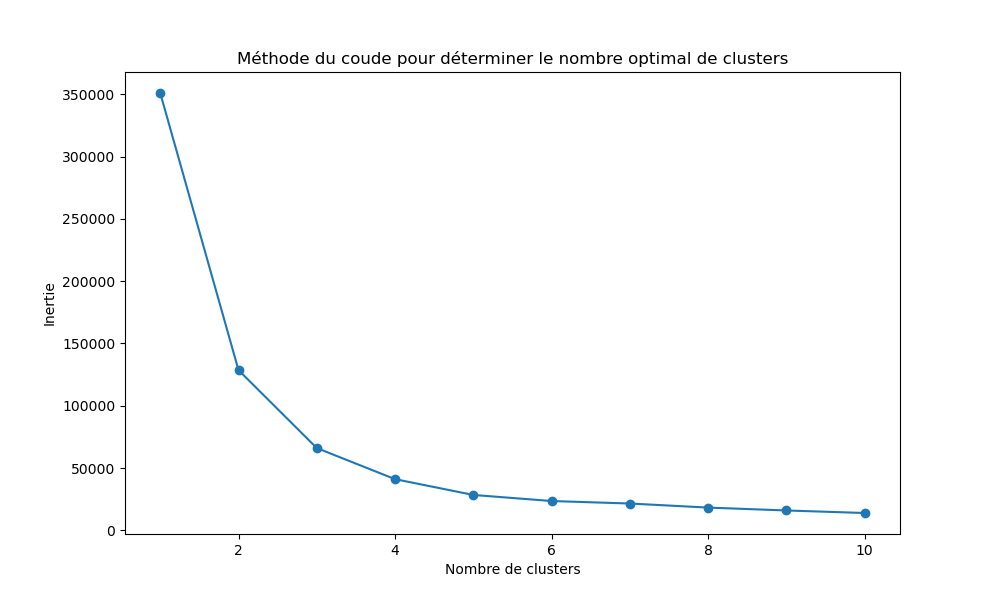 Méthode du coude pour déterminer le nombre optimal de clusters
350000
300000
250000
200000
150000
100000
50000
0
Inertie
2 4 6 8 10
Nombre de clusters